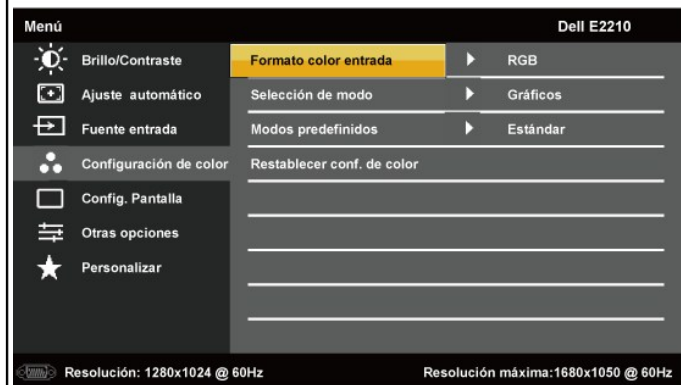 Menú Dell E2210
Brillo/Contraste Formato color entrada RGB
Ajuste automático Selección de modo Gráficos
Fuente entrada Modos predefinidos Estándar
Configuración de color Restablecer conf. de color
Config. Pantalla
Otras opciones
Personalizar
Resolución: 1280x1024 @ 60Hz Resolución máxima:1680x1050 @ 60Hz